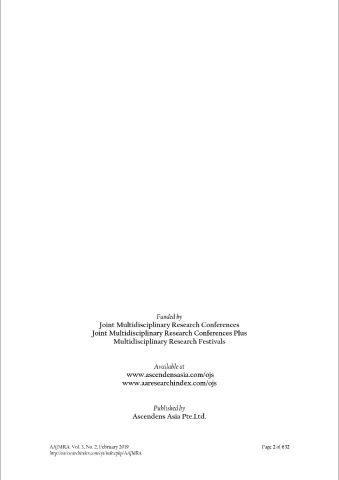 Funded by
Joint Multidisciplinary Research Conferences
Joint Multidisciplinary Research Conferences Plus
Multidisciplinary Research Festivals
Available at
www.ascendensasia.com/ojs
www.aaresearchindex.com/ojs
Published by
Ascendens Asia Pte.Ltd.
AAJMRA, Vol. 3, No. 2, February 2019 Page 2 of 632
http://aaresearchindex.com/ojs/index.php/AAJMRA